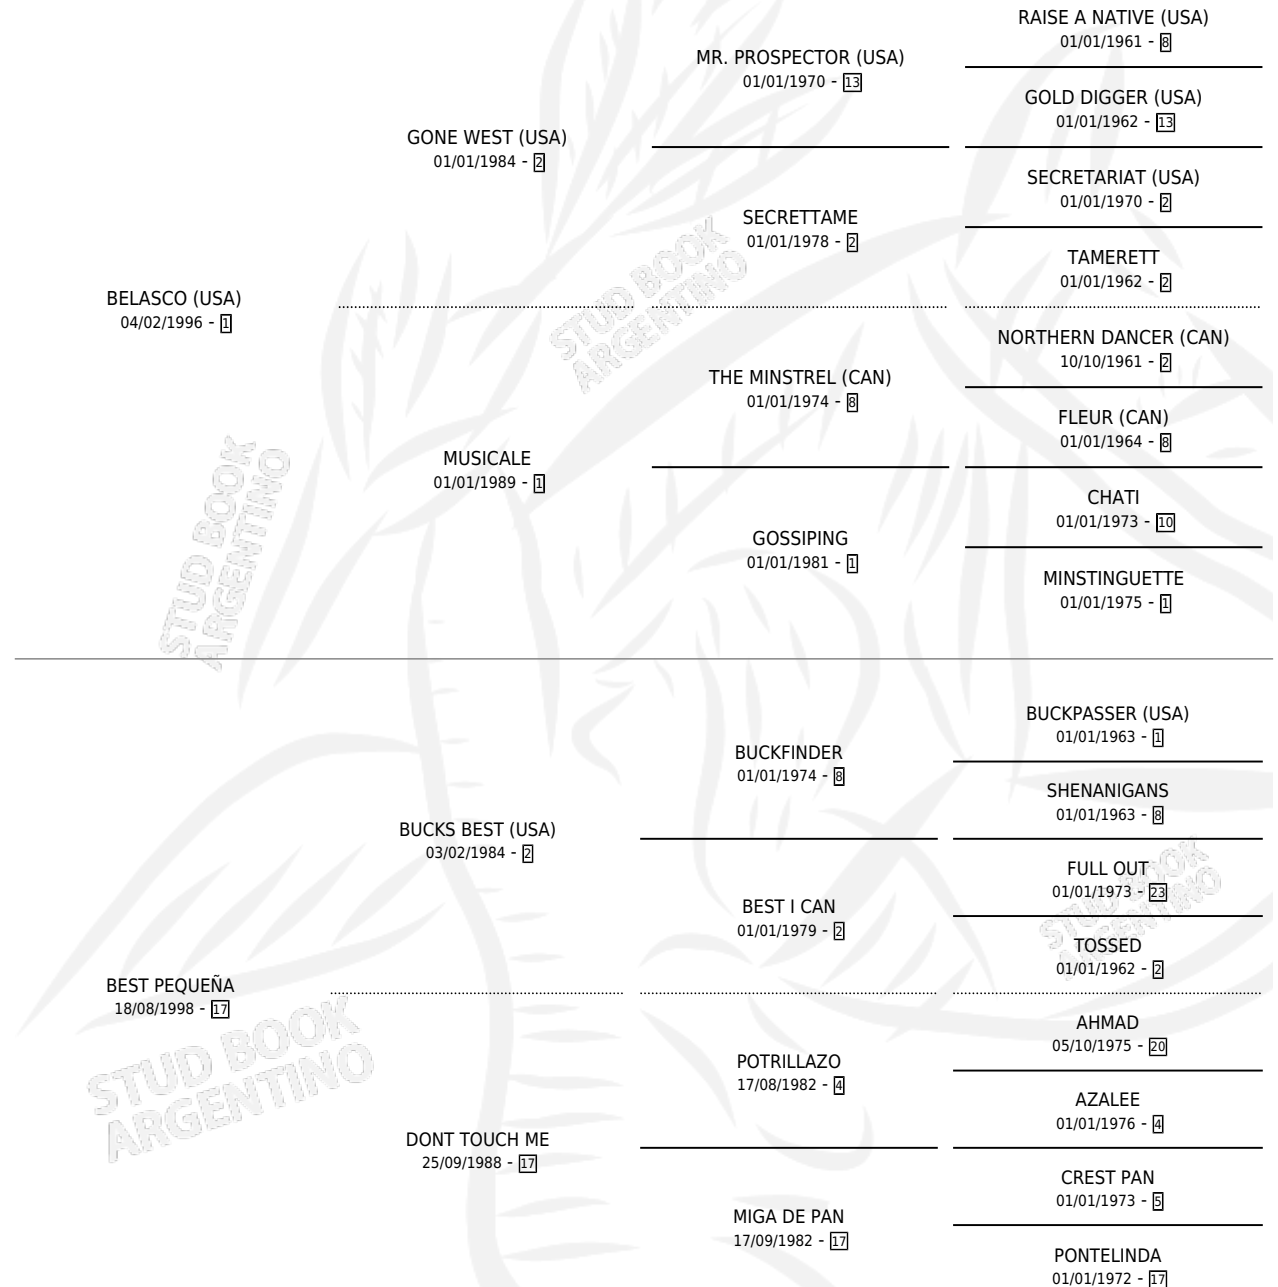 RAISE A NATIVE (USA)
01/01/1961 - 8
MR. PROSPECTOR (USA)
01/01/1970 - 13
GOLD DIGGER (USA)
01/01/1962 - 13
GONE WEST (USA)
01/01/1984 - 2
SECRETARIAT (USA)
01/01/1970 - 2
SECRETTAME
01/01/1978 - 2
TAMERETT
01/01/1962 - 2
BELASCO (USA)
04/02/1996 - 1
NORTHERN DANCER (CAN)
10/10/1961 - 2
THE MINSTREL (CAN)
01/01/1974 - 8
FLEUR (CAN)
01/01/1964 - 8
MUSICALE
01/01/1989 - 1
CHATI
01/01/1973 - 10
GOSSIPING
01/01/1981 - 1
MINSTINGUETTE
01/01/1975 - 1
BUCKPASSER (USA)
01/01/1963 - 1
BUCKFINDER
01/01/1974 - 8
SHENANIGANS
01/01/1963 - 8
BUCKS BEST (USA)
03/02/1984 - 2
FULL OUT
01/01/1973 - 23
BEST I CAN
01/01/1979 - 2
TOSSED
01/01/1962 - 2
BEST PEQUEÑA
18/08/1998 - 17
AHMAD
05/10/1975 - 20
POTRILLAZO
17/08/1982 - 4
AZALEE
01/01/1976 - 4
DONT TOUCH ME
25/09/1988 - 17
CREST PAN
01/01/1973 - 5
MIGA DE PAN
17/09/1982 - 17
PONTELINDA
01/01/1972 - 17
STUD BOOK
ARGENTINO
STUD BOOK
ARGENTINO
STUD BOOK
ARGENTINO
STUD BOOK
ARGENTINO